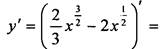 y' = (2/3 x^(3/2) − 2x^(1/2))' =